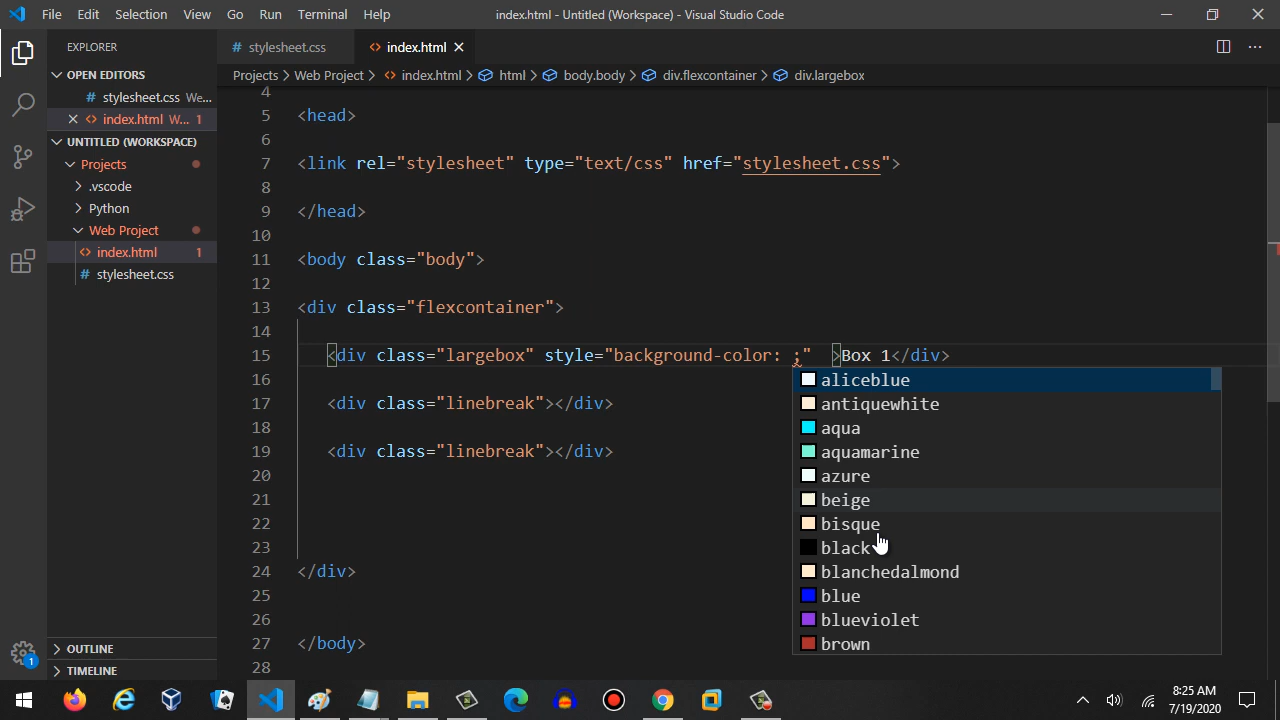 File Edit Selection View Go Run Terminal Help
index.html - Untitled (Workspace) - Visual Studio Code
EXPLORER
OPEN EDITORS
# stylesheet.css We...
index.html W... 1
UNTITLED (WORKSPACE)
Projects
.vscode
Python
Web Project
index.html 1
# stylesheet.css
OUTLINE
TIMELINE
1
# stylesheet.css
index.html
Projects > Web Project > index.html > html > body.body > div.flexcontainer > div.largebox
4
5 <head>
6
7 <link rel="stylesheet" type="text/css" href="stylesheet.css">
8
9 </head>
10
11 <body class="body">
12
13 <div class="flexcontainer">
14
15 <div class="largebox" style="background-color: ;" >Box 1</div>
16
17 <div class="linebreak"></div>
18
19 <div class="linebreak"></div>
20
21
22
23
24 </div>
25
26
27 </body>
28
aliceblue
antiquewhite
aqua
aquamarine
azure
beige
bisque
black
blanchedalmond
blue
blueviolet
brown
8:25 AM
7/19/2020